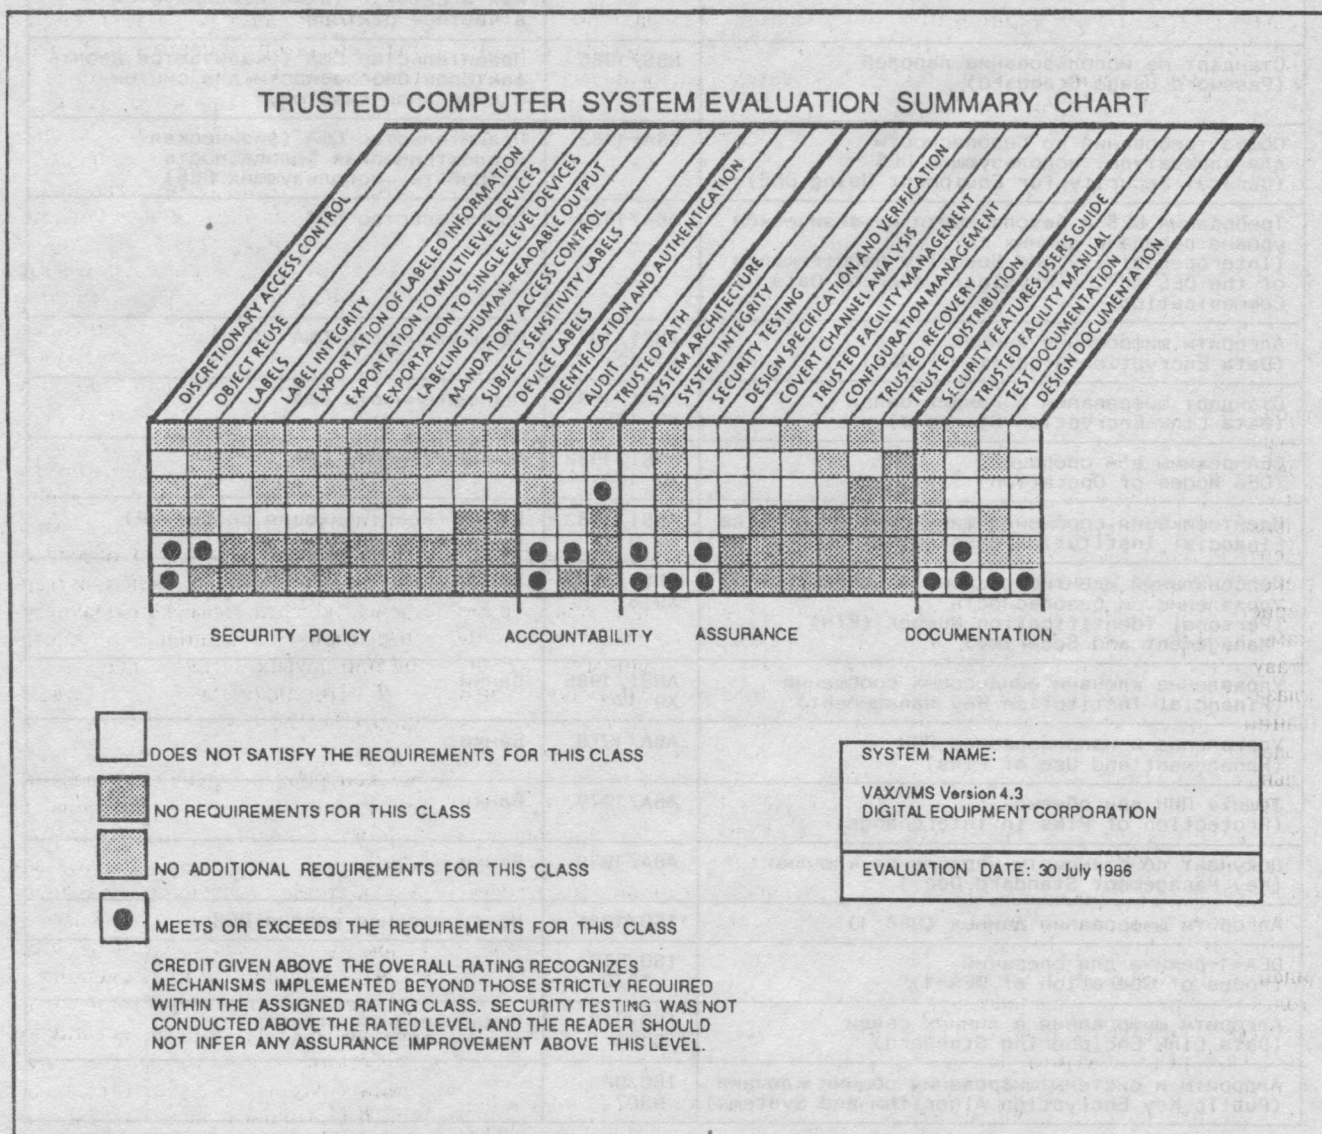 TRUSTED COMPUTER SYSTEM EVALUATION SUMMARY CHART
DISCRETIONARY ACCESS CONTROL
OBJECT REUSE
LABELS
LABEL INTEGRITY
EXPORTATION OF LABELED INFORMATION
EXPORTATION TO MULTILEVEL DEVICES
EXPORTATION TO SINGLE-LEVEL DEVICES
LABELING HUMAN-READABLE OUTPUT
MANDATORY ACCESS CONTROL
SUBJECT SENSITIVITY LABELS
DEVICE LABELS
IDENTIFICATION AND AUTHENTICATION
AUDIT
TRUSTED PATH
SYSTEM ARCHITECTURE
SYSTEM INTEGRITY
SECURITY TESTING
DESIGN SPECIFICATION AND VERIFICATION
COVERT CHANNEL ANALYSIS
TRUSTED FACILITY MANAGEMENT
CONFIGURATION MANAGEMENT
TRUSTED RECOVERY
TRUSTED DISTRIBUTION
SECURITY FEATURES USER'S GUIDE
TRUSTED FACILITY MANUAL
TEST DOCUMENTATION
DESIGN DOCUMENTATION
SECURITY POLICY
ACCOUNTABILITY
ASSURANCE
DOCUMENTATION
DOES NOT SATISFY THE REQUIREMENTS FOR THIS CLASS
NO REQUIREMENTS FOR THIS CLASS
NO ADDITIONAL REQUIREMENTS FOR THIS CLASS
MEETS OR EXCEEDS THE REQUIREMENTS FOR THIS CLASS
CREDIT GIVEN ABOVE THE OVERALL RATING RECOGNIZES
MECHANISMS IMPLEMENTED BEYOND THOSE STRICTLY REQUIRED
WITHIN THE ASSIGNED RATING CLASS. SECURITY TESTING WAS NOT
CONDUCTED ABOVE THE RATED LEVEL, AND THE READER SHOULD
NOT INFER ANY ASSURANCE IMPROVEMENT ABOVE THIS LEVEL.
SYSTEM NAME:
VAX/VMS Version 4.3
DIGITAL EQUIPMENT CORPORATION
EVALUATION DATE: 30 July 1986